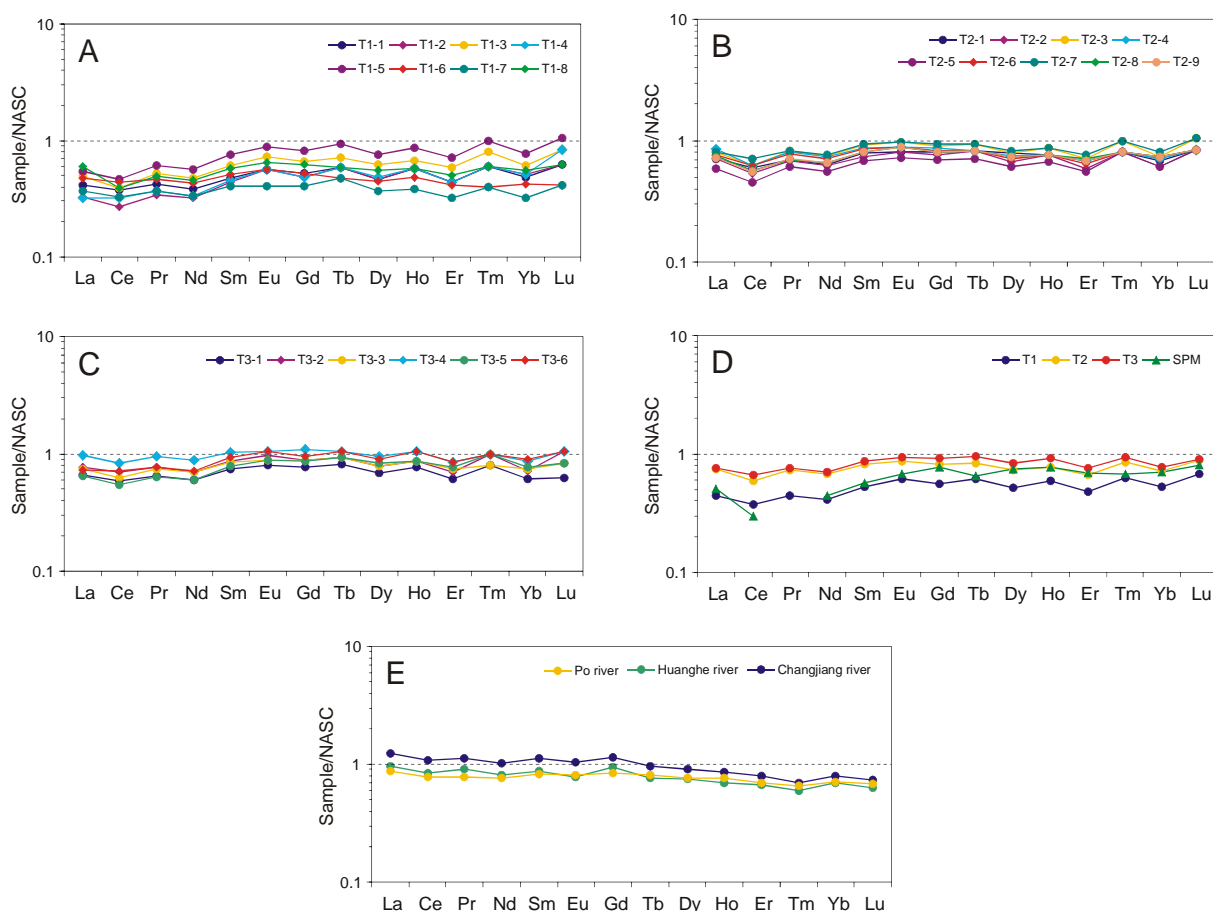 A
Sample/NASC
10
1
0.1
T1-1 T1-2 T1-3 T1-4
T1-5 T1-6 T1-7 T1-8
La Ce Pr Nd Sm Eu Gd Tb Dy Ho Er Tm Yb Lu
B
Sample/NASC
10
1
0.1
T2-1 T2-2 T2-3 T2-4
T2-5 T2-6 T2-7 T2-8 T2-9
La Ce Pr Nd Sm Eu Gd Tb Dy Ho Er Tm Yb Lu
C
Sample/NASC
10
1
0.1
T3-1 T3-2 T3-3 T3-4 T3-5 T3-6
La Ce Pr Nd Sm Eu Gd Tb Dy Ho Er Tm Yb Lu
D
Sample/NASC
10
1
0.1
T1 T2 T3 SPM
La Ce Pr Nd Sm Eu Gd Tb Dy Ho Er Tm Yb Lu
E
Sample/NASC
10
1
0.1
Po river Huanghe river Changjiang river
La Ce Pr Nd Sm Eu Gd Tb Dy Ho Er Tm Yb Lu